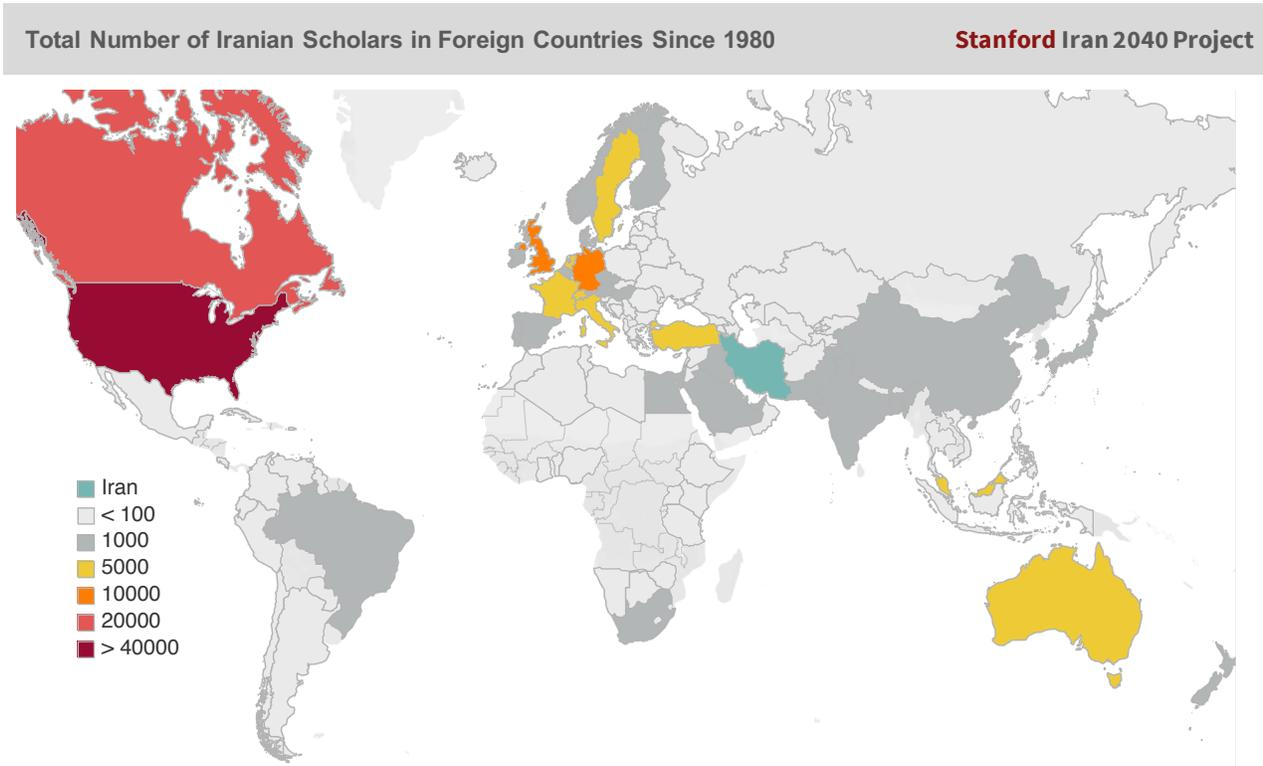 Total Number of Iranian Scholars in Foreign Countries Since 1980
Stanford Iran 2040 Project
Iran
< 100
1000
5000
10000
20000
> 40000